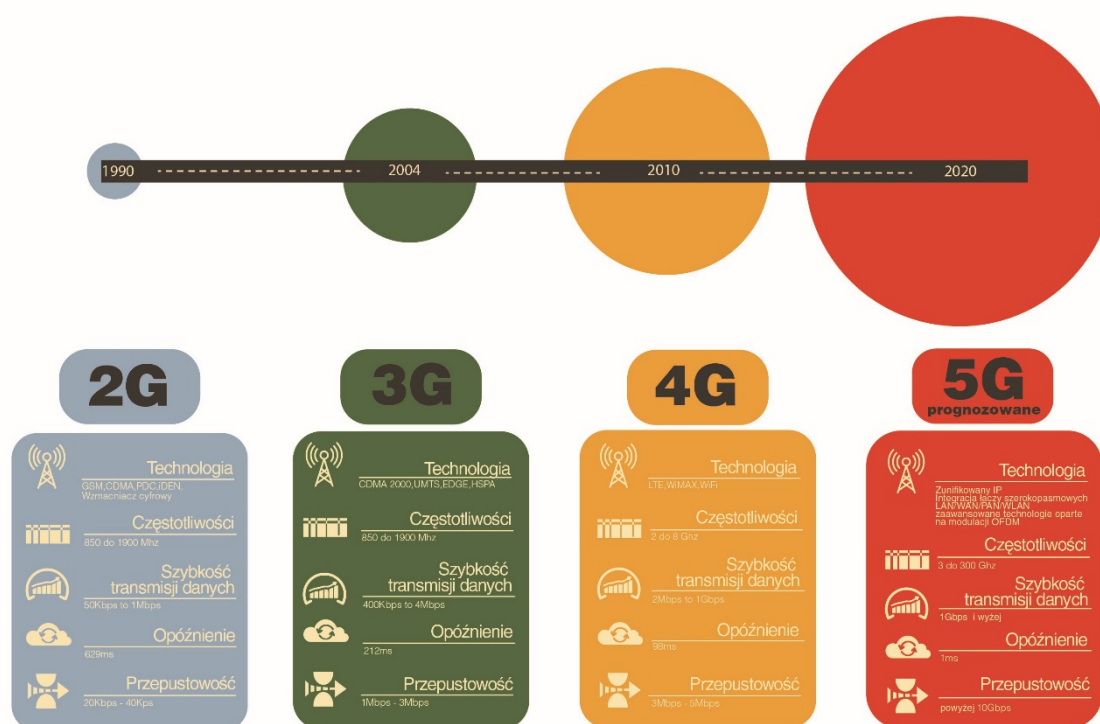 1990
2004
2010
2020
2G
Technologia
GSM,CDMA,PDC,iDEN,
Wzmacniacz cyfrowy
Częstotliwości
850 do 1900 Mhz
Szybkość
transmisji danych
50Kbps to 1Mbps
Opóźnienie
629ms
Przepustowość
20Kbps - 40Kps
3G
Technologia
CDMA 2000,UMTS,EDGE,HSPA
Częstotliwości
850 do 1900 Mhz
Szybkość
transmisji danych
400Kbps to 4Mbps
Opóźnienie
212ms
Przepustowość
1Mbps - 3Mbps
4G
Technologia
LTE,WiMAX,WiFi
Częstotliwości
2 do 8 Ghz
Szybkość
transmisji danych
2Mbps to 1Gbps
Opóźnienie
98ms
Przepustowość
3Mbps - 5Mbps
5G
prognozowane
Technologia
Zunifikowany IP
Integracja łączy szerokopasmowych
LAN/WAN/PAN/WLAN
zaawansowane technologie oparte
na modulacji OFDM
Częstotliwości
3 do 300 Ghz
Szybkość
transmisji danych
1Gbps i wyżej
Opóźnienie
1ms
Przepustowość
powyżej 10Gbps